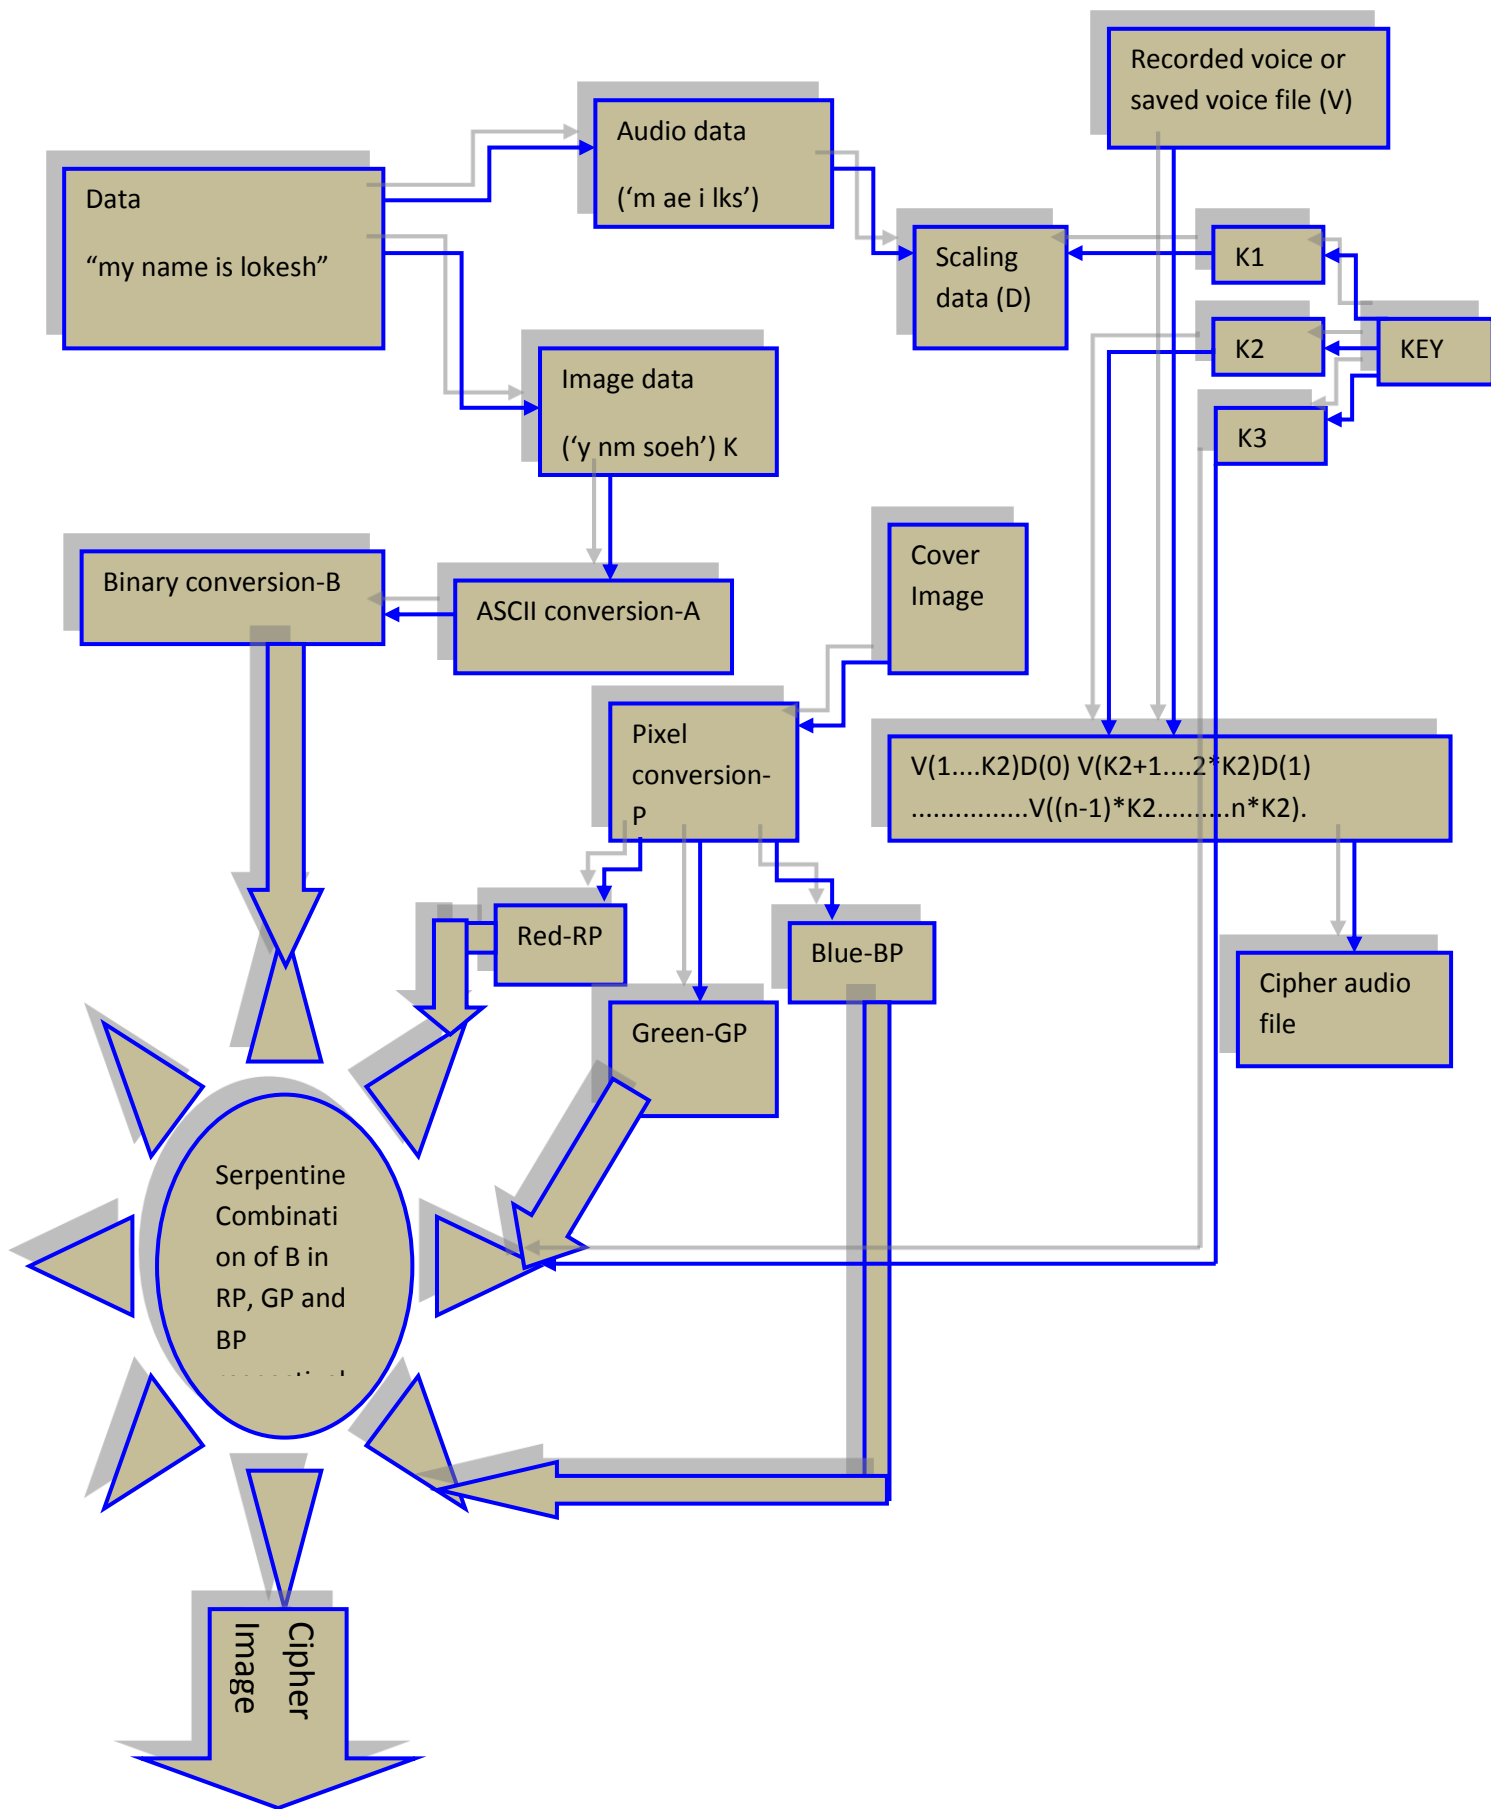 Recorded voice or
saved voice file (V)
Audio data
(‘m ae i lks’)
Data
“my name is lokesh”
Scaling
data (D)
K1
K2
KEY
K3
Image data
(‘y nm soeh’) K
Cover
Image
Binary conversion-B
ASCII conversion-A
Pixel
conversion-
P
V(1....K2)D(0) V(K2+1....2*K2)D(1)
................V((n-1)*K2..........n*K2).
Red-RP
Blue-BP
Green-GP
Cipher audio
file
Serpentine
Combinati
on of B in
RP, GP and
BP
Cipher
Image